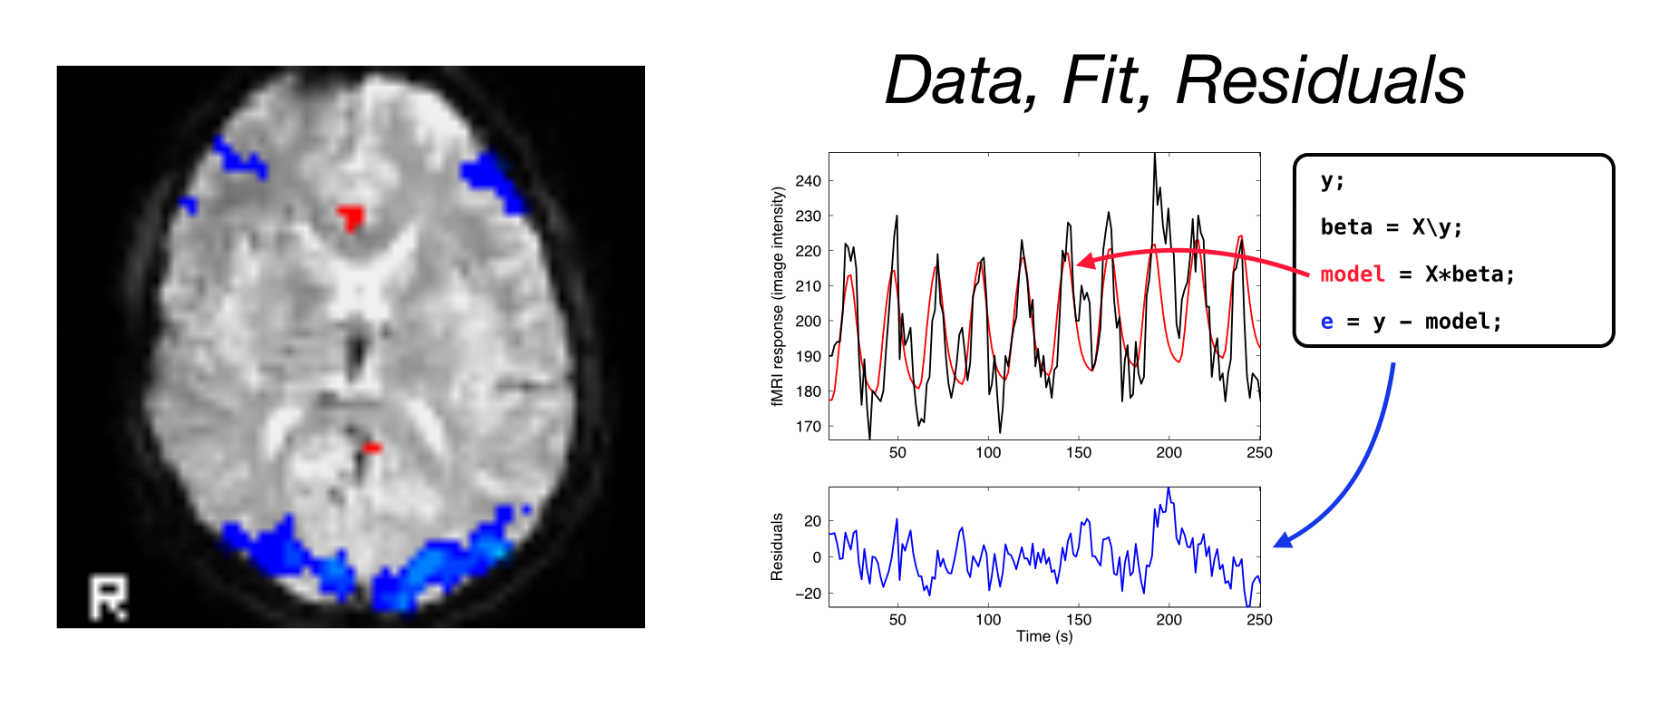 Data, Fit, Residuals
R
fMRI response (image intensity)
240
230
220
210
200
190
180
170
50 100 150 200 250
y;
beta = X\y;
model = X*beta;
e = y - model;
Residuals
20
0
−20
50 100 150 200 250
Time (s)